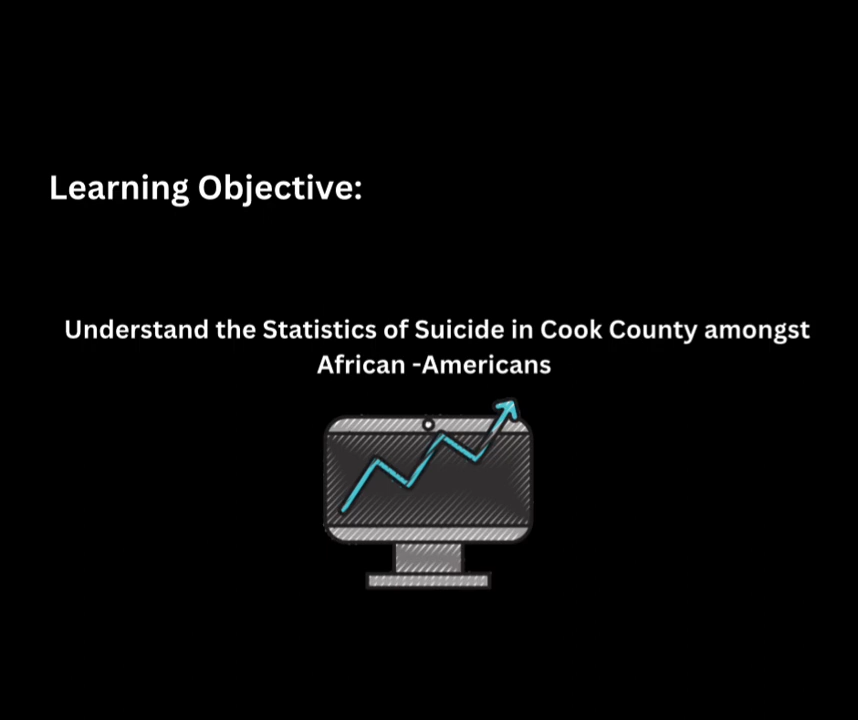 Learning Objective:
Understand the Statistics of Suicide in Cook County amongst
African -Americans